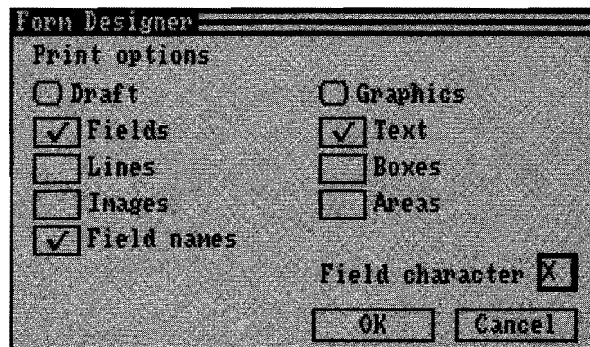 Form Designer
Print options
Draft Graphics
Fields Text
Lines Boxes
Images Areas
Field names
Field character X
OK Cancel